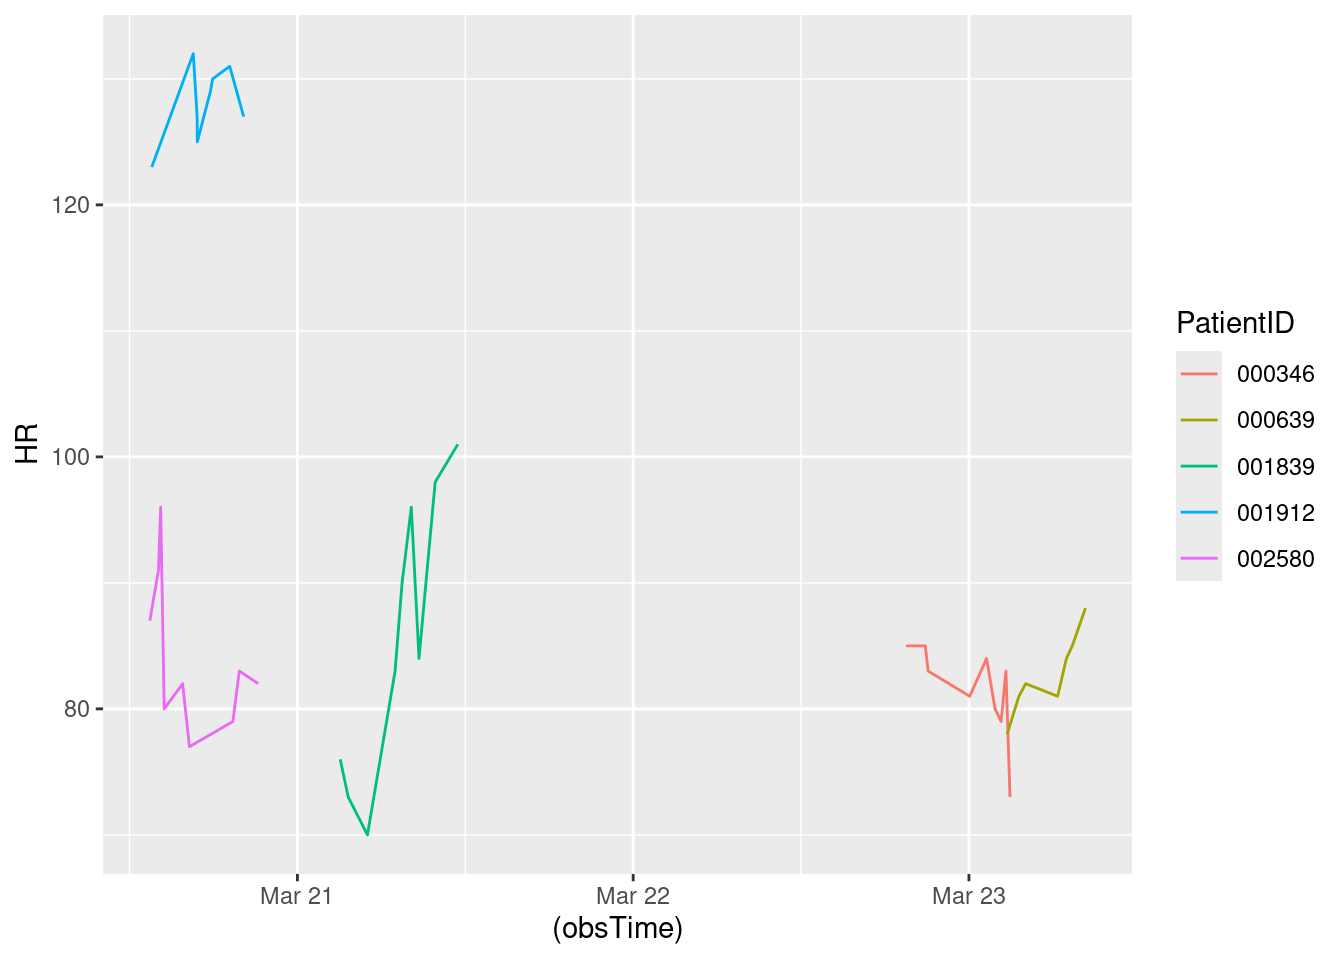 120
100
80
HR
Mar 21
Mar 22
Mar 23
(obsTime)
PatientID
000346
000639
001839
001912
002580